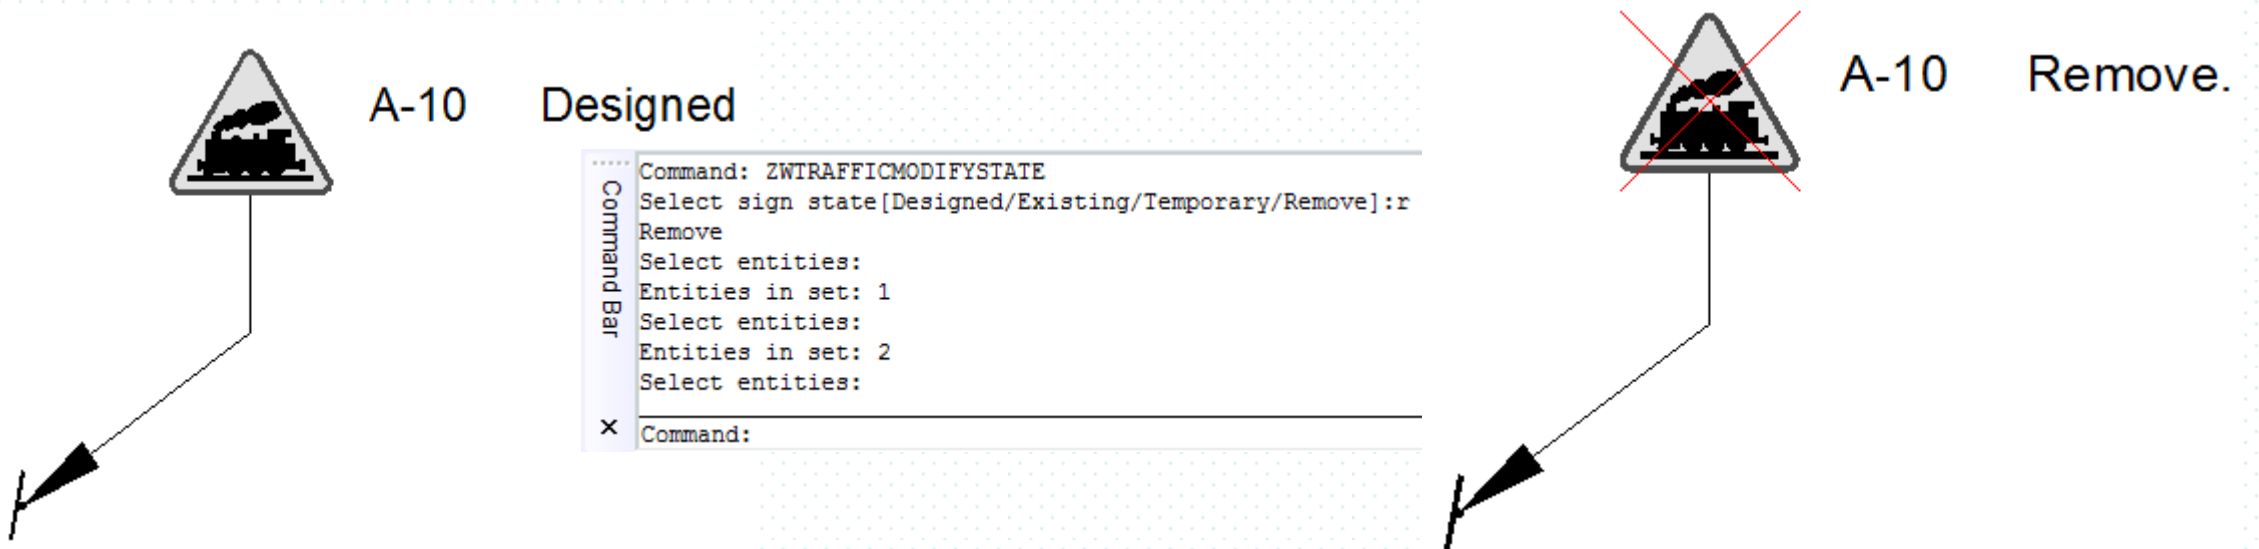 A-10 Designed
Command: ZWTRAFFICMODIFYSTATE
Select sign state[Designed/Existing/Temporary/Remove]:r
Remove
Select entities:
Entities in set: 1
Select entities:
Entities in set: 2
Select entities:
Command:
Command Bar
A-10 Remove.